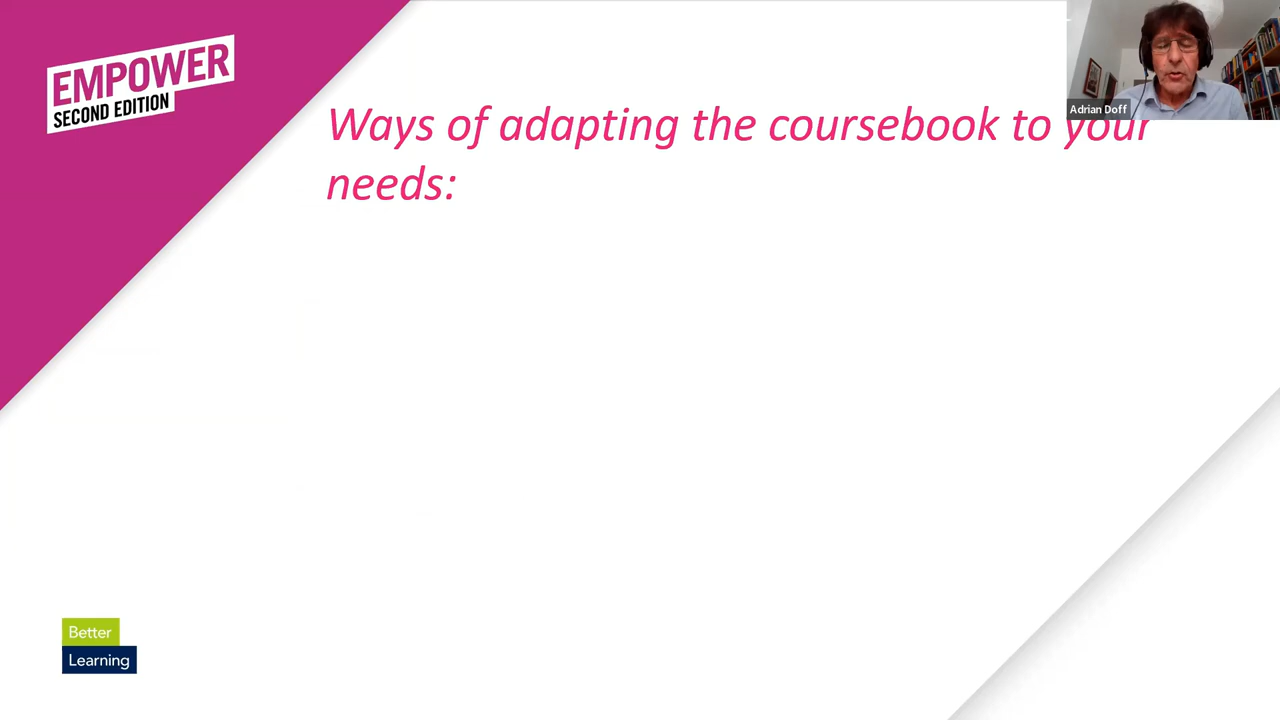 EMPOWER
SECOND EDITION
Adrian Doff
Ways of adapting the coursebook to your
needs:
Better
Learning